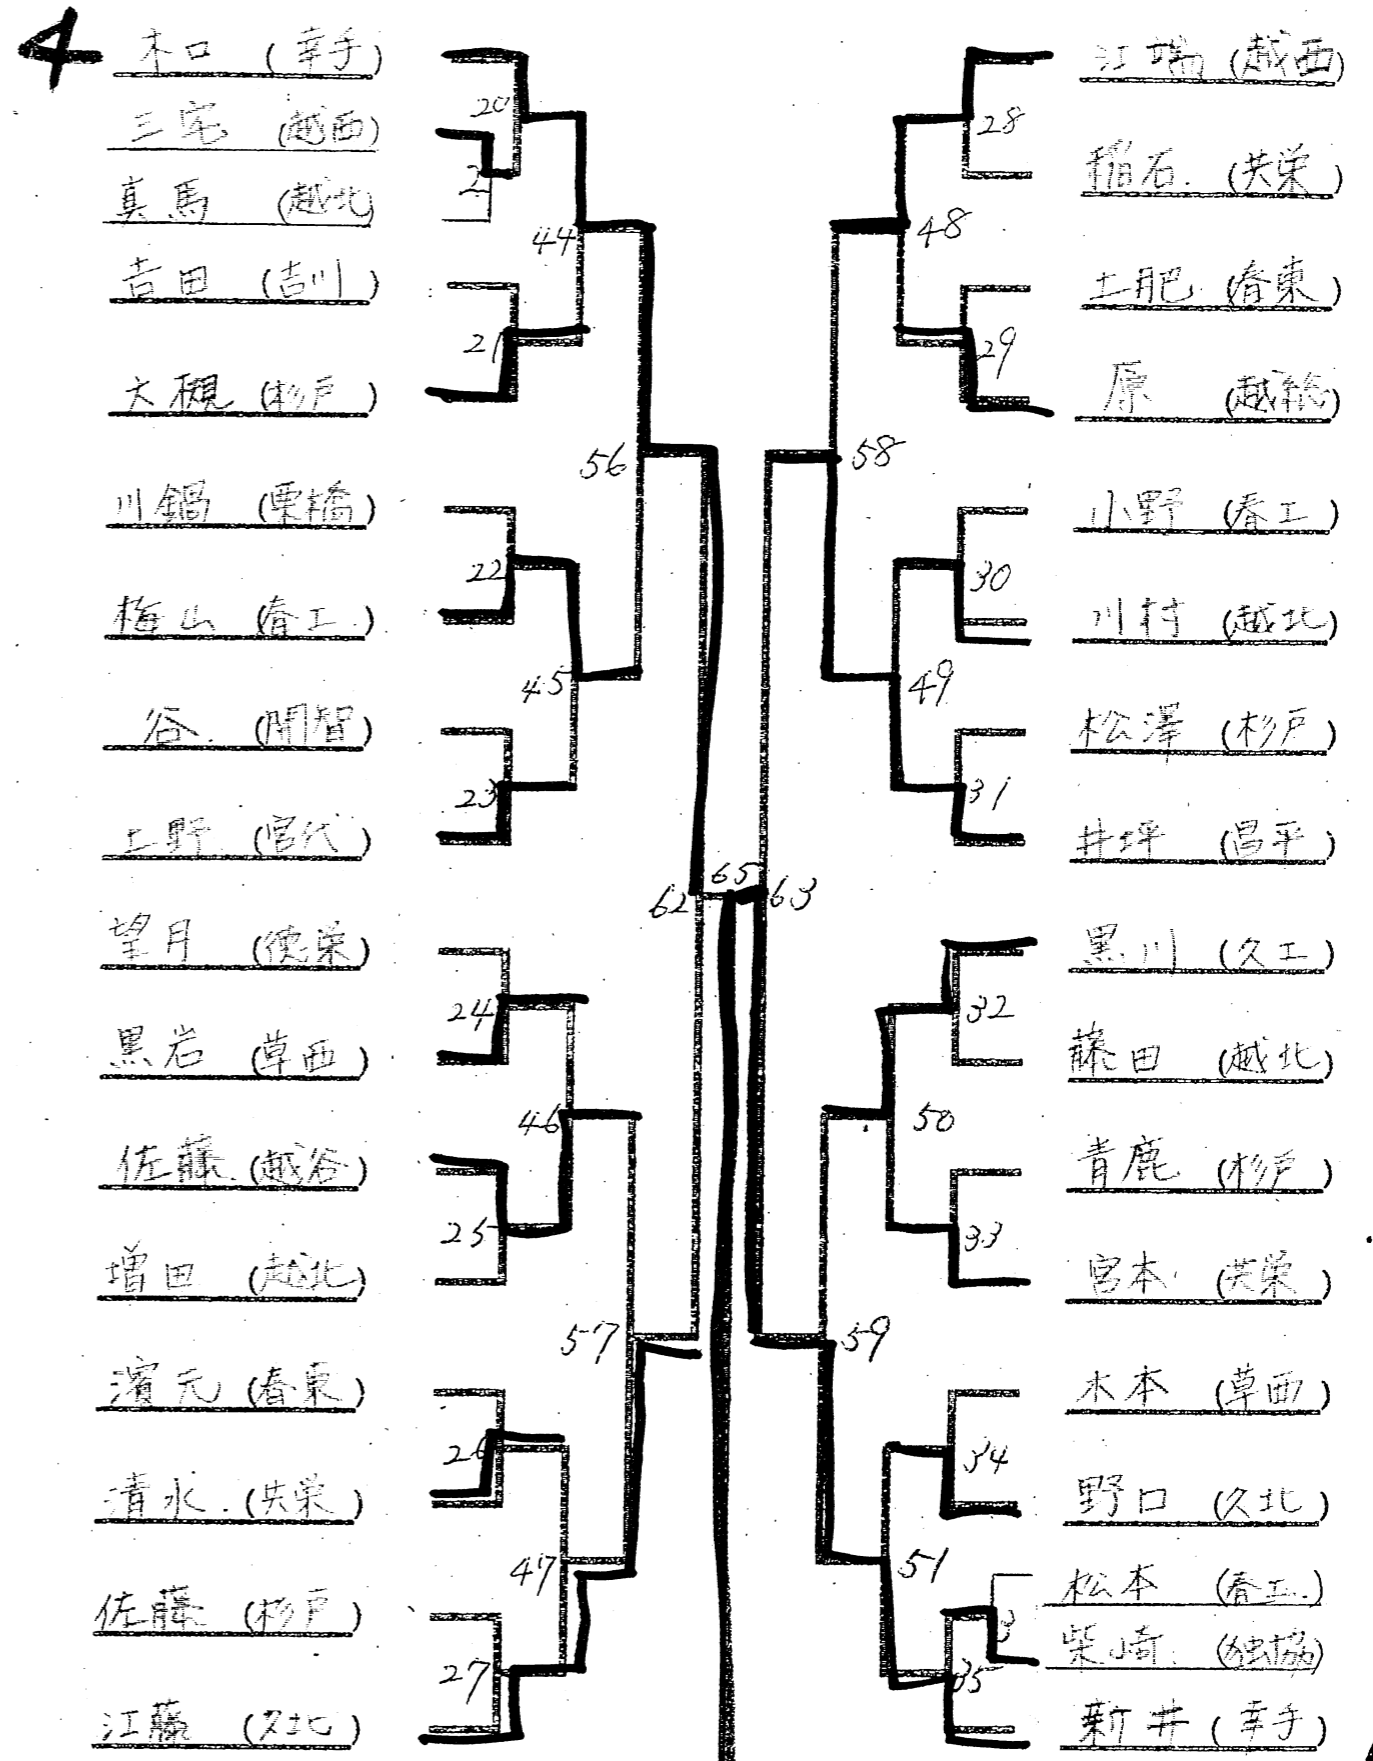 4
木口 (幸手)
三宅 (越西)
真馬 (越北)
吉田 (吉川)
大槻 (杉戸)
川鍋 (栗橋)
梅山 (春工)
谷 (開智)
上野 (宮代)
望月 (徳栄)
黒岩 (草西)
佐藤 (越谷)
増田 (越北)
濱元 (春東)
清水 (共栄)
佐藤 (杉戸)
江藤 (久北)
20
2
44
21
56
22
45
23
62
24
46
25
57
26
47
27
65
63
28
48
29
58
30
49
31
32
50
33
59
34
51
3
35
江端 (越西)
稲石 (共栄)
土肥 (春東)
原 (越総)
小野 (春工)
川村 (越北)
松澤 (杉戸)
井坪 (昌平)
黒川 (久工)
藤田 (越北)
青鹿 (杉戸)
宮本 (共栄)
木本 (草西)
野口 (久北)
松本 (春工)
柴崎 (独協)
新井 (幸手)